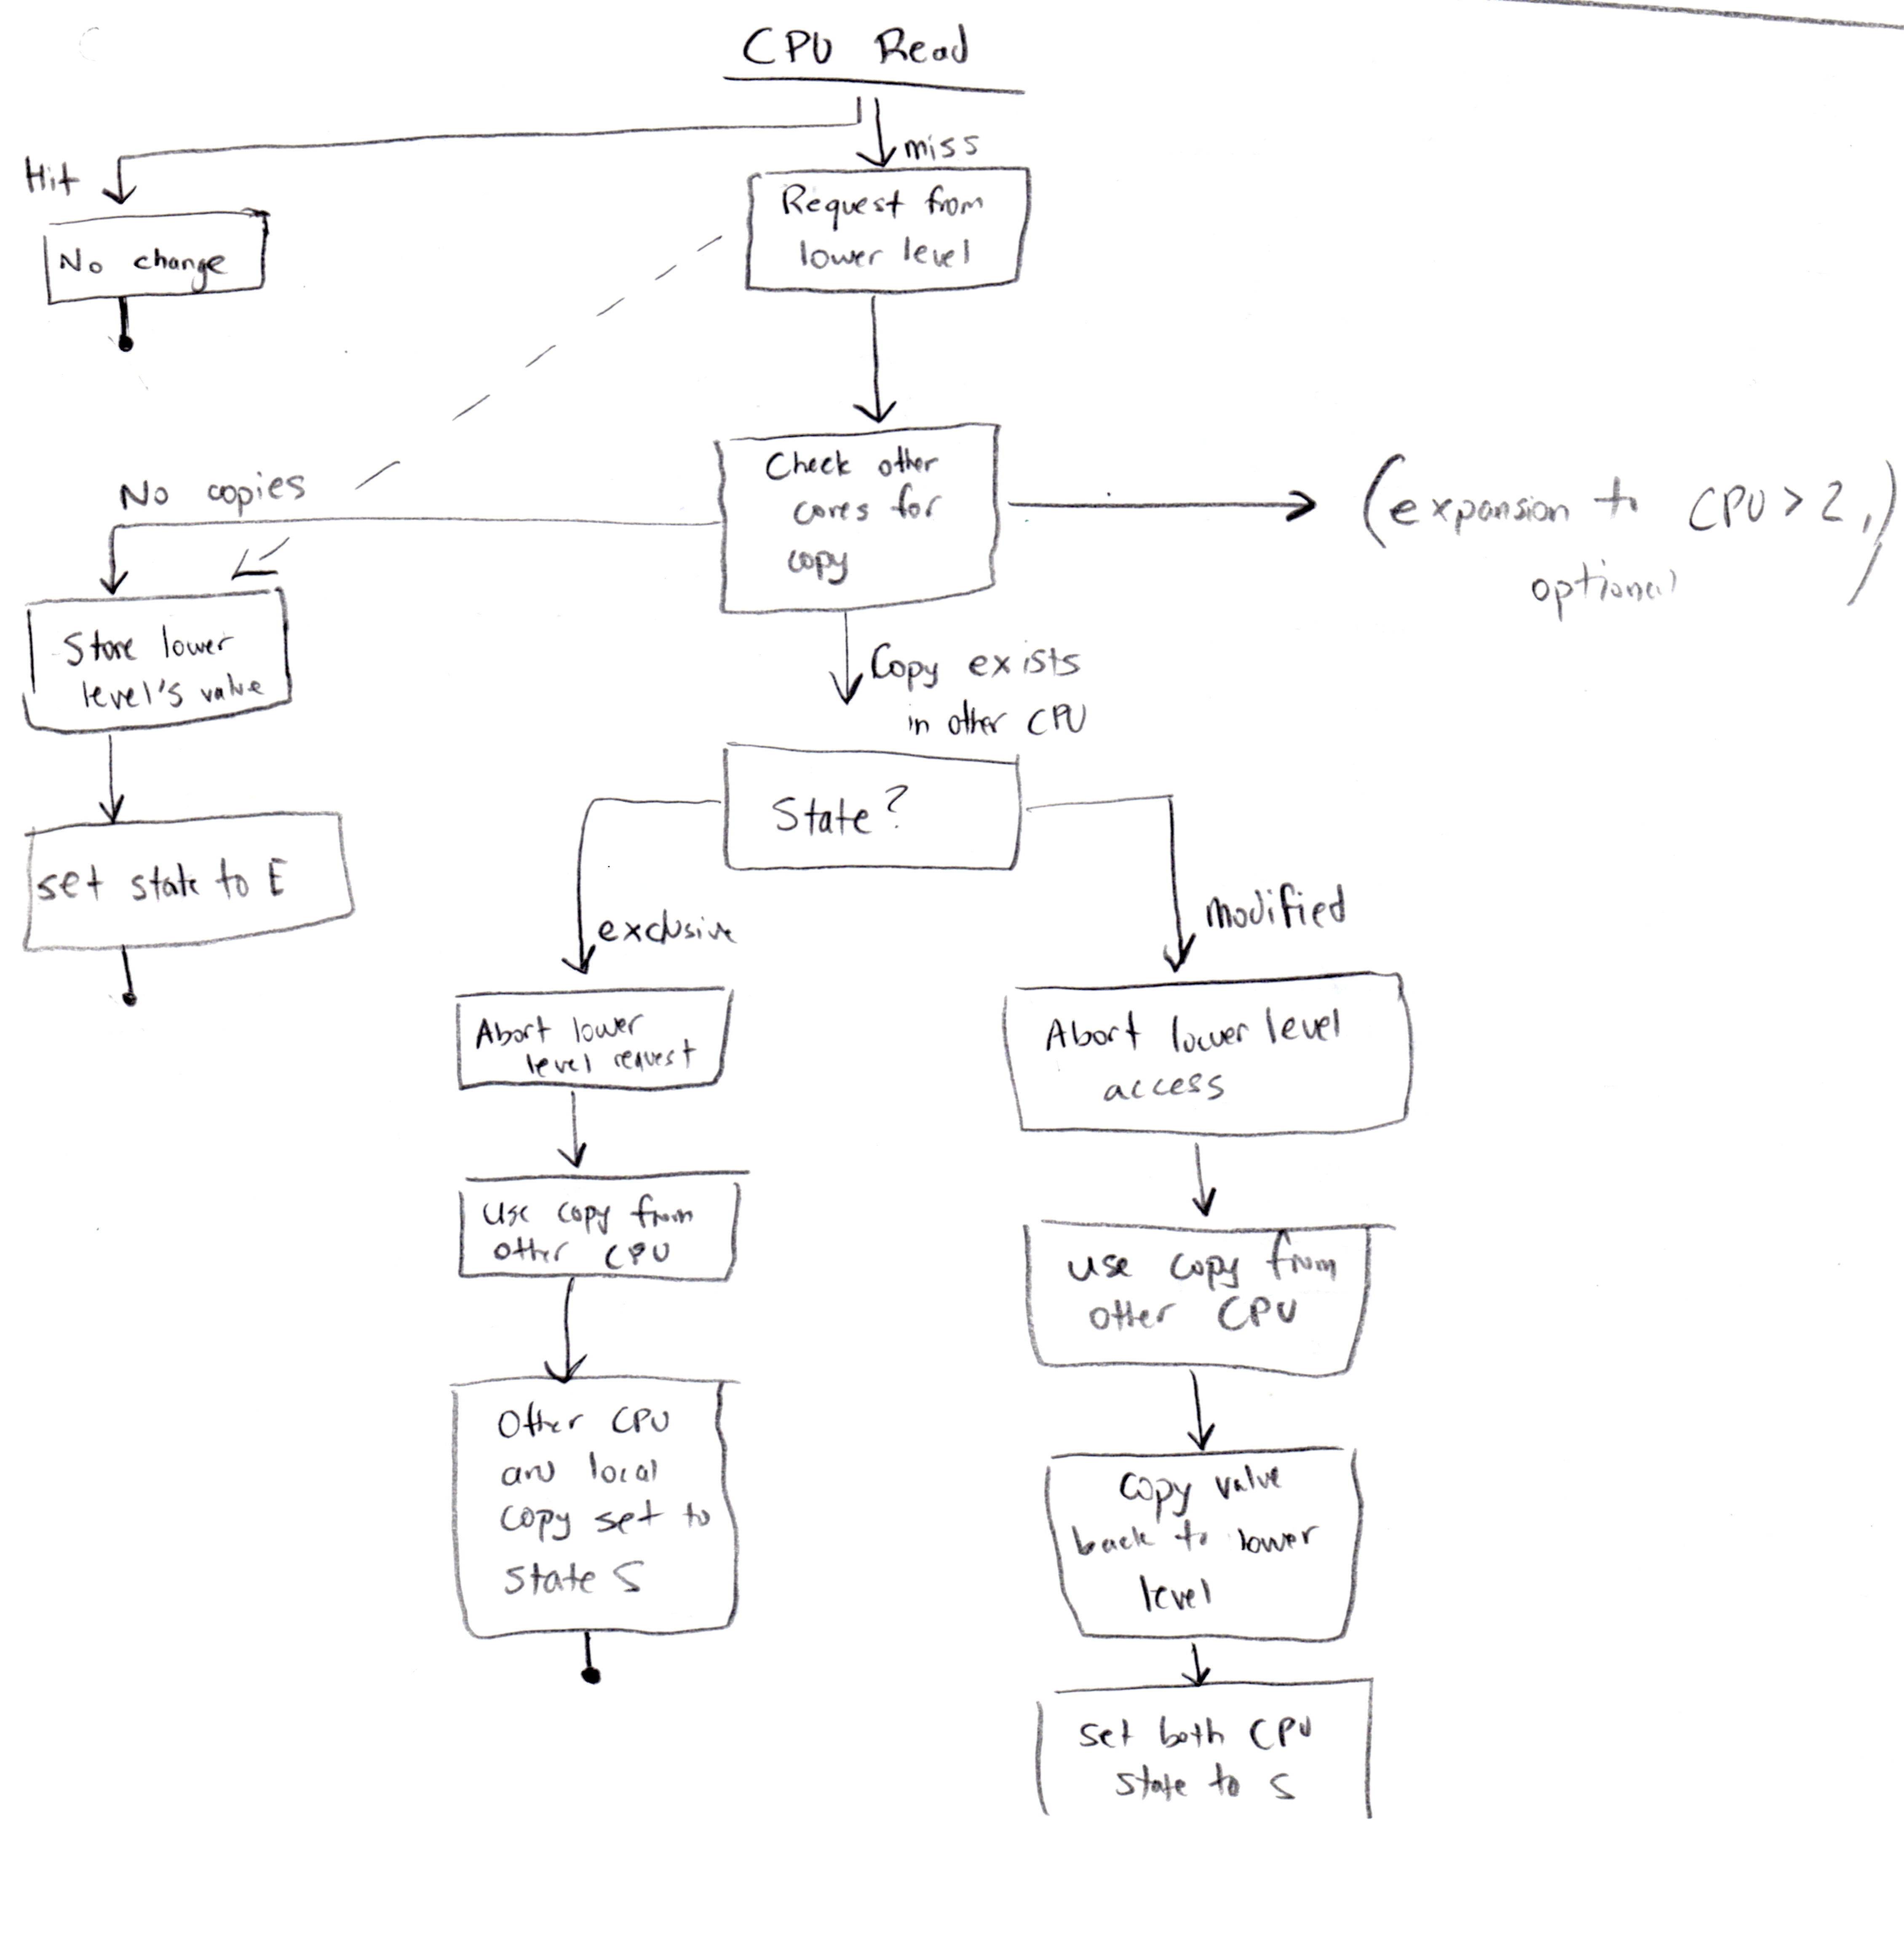 CPU Read
miss
Hit
Request from
lower level
No change
Check other
cores for
copy
No copies
(expansion to CPU > 2,
optional)
Store lower
level's value
Copy exists
in other CPU
State?
set state to E
exclusive
modified
Abort lower
level request
Abort lower level
access
Use copy from
other CPU
use copy from
other CPU
Other CPU
and local
copy set to
state S
Copy value
back to lower
level
set both CPU
state to S